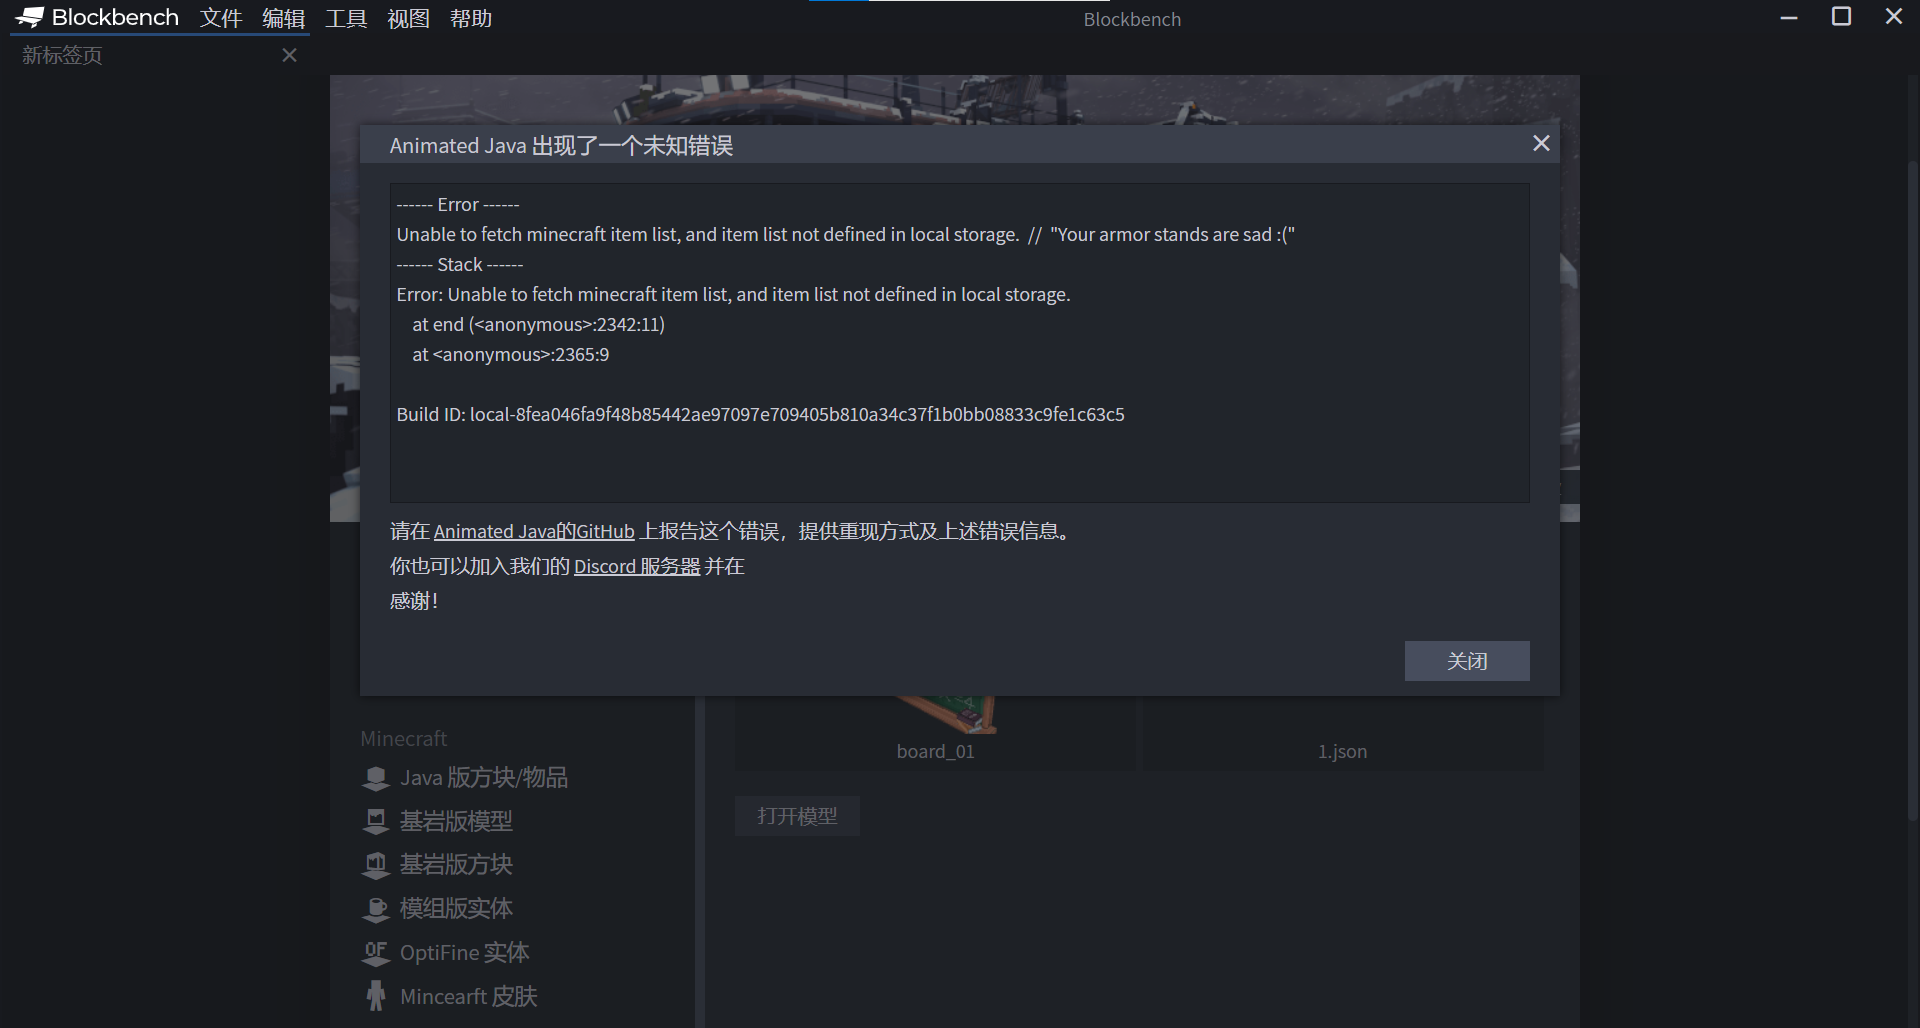 Blockbench 文件 编辑 工具 视图 帮助
Blockbench
新标签页
Animated Java 出现了一个未知错误
------ Error ------
Unable to fetch minecraft item list, and item list not defined in local storage.  //  "Your armor stands are sad :("
------ Stack ------
Error: Unable to fetch minecraft item list, and item list not defined in local storage.
at end (<anonymous>:2342:11)
at <anonymous>:2365:9
Build ID: local-8fea046fa9f48b85442ae97097e709405b810a34c37f1b0bb08833c9fe1c63c5
请在 Animated Java的GitHub 上报告这个错误，提供重现方式及上述错误信息。
你也可以加入我们的 Discord 服务器 并在
感谢！
关闭
Minecraft
Java 版方块/物品
基岩版模型
基岩版方块
模组版实体
OF OptiFine 实体
Mincearft 皮肤
board_01
1.json
打开模型